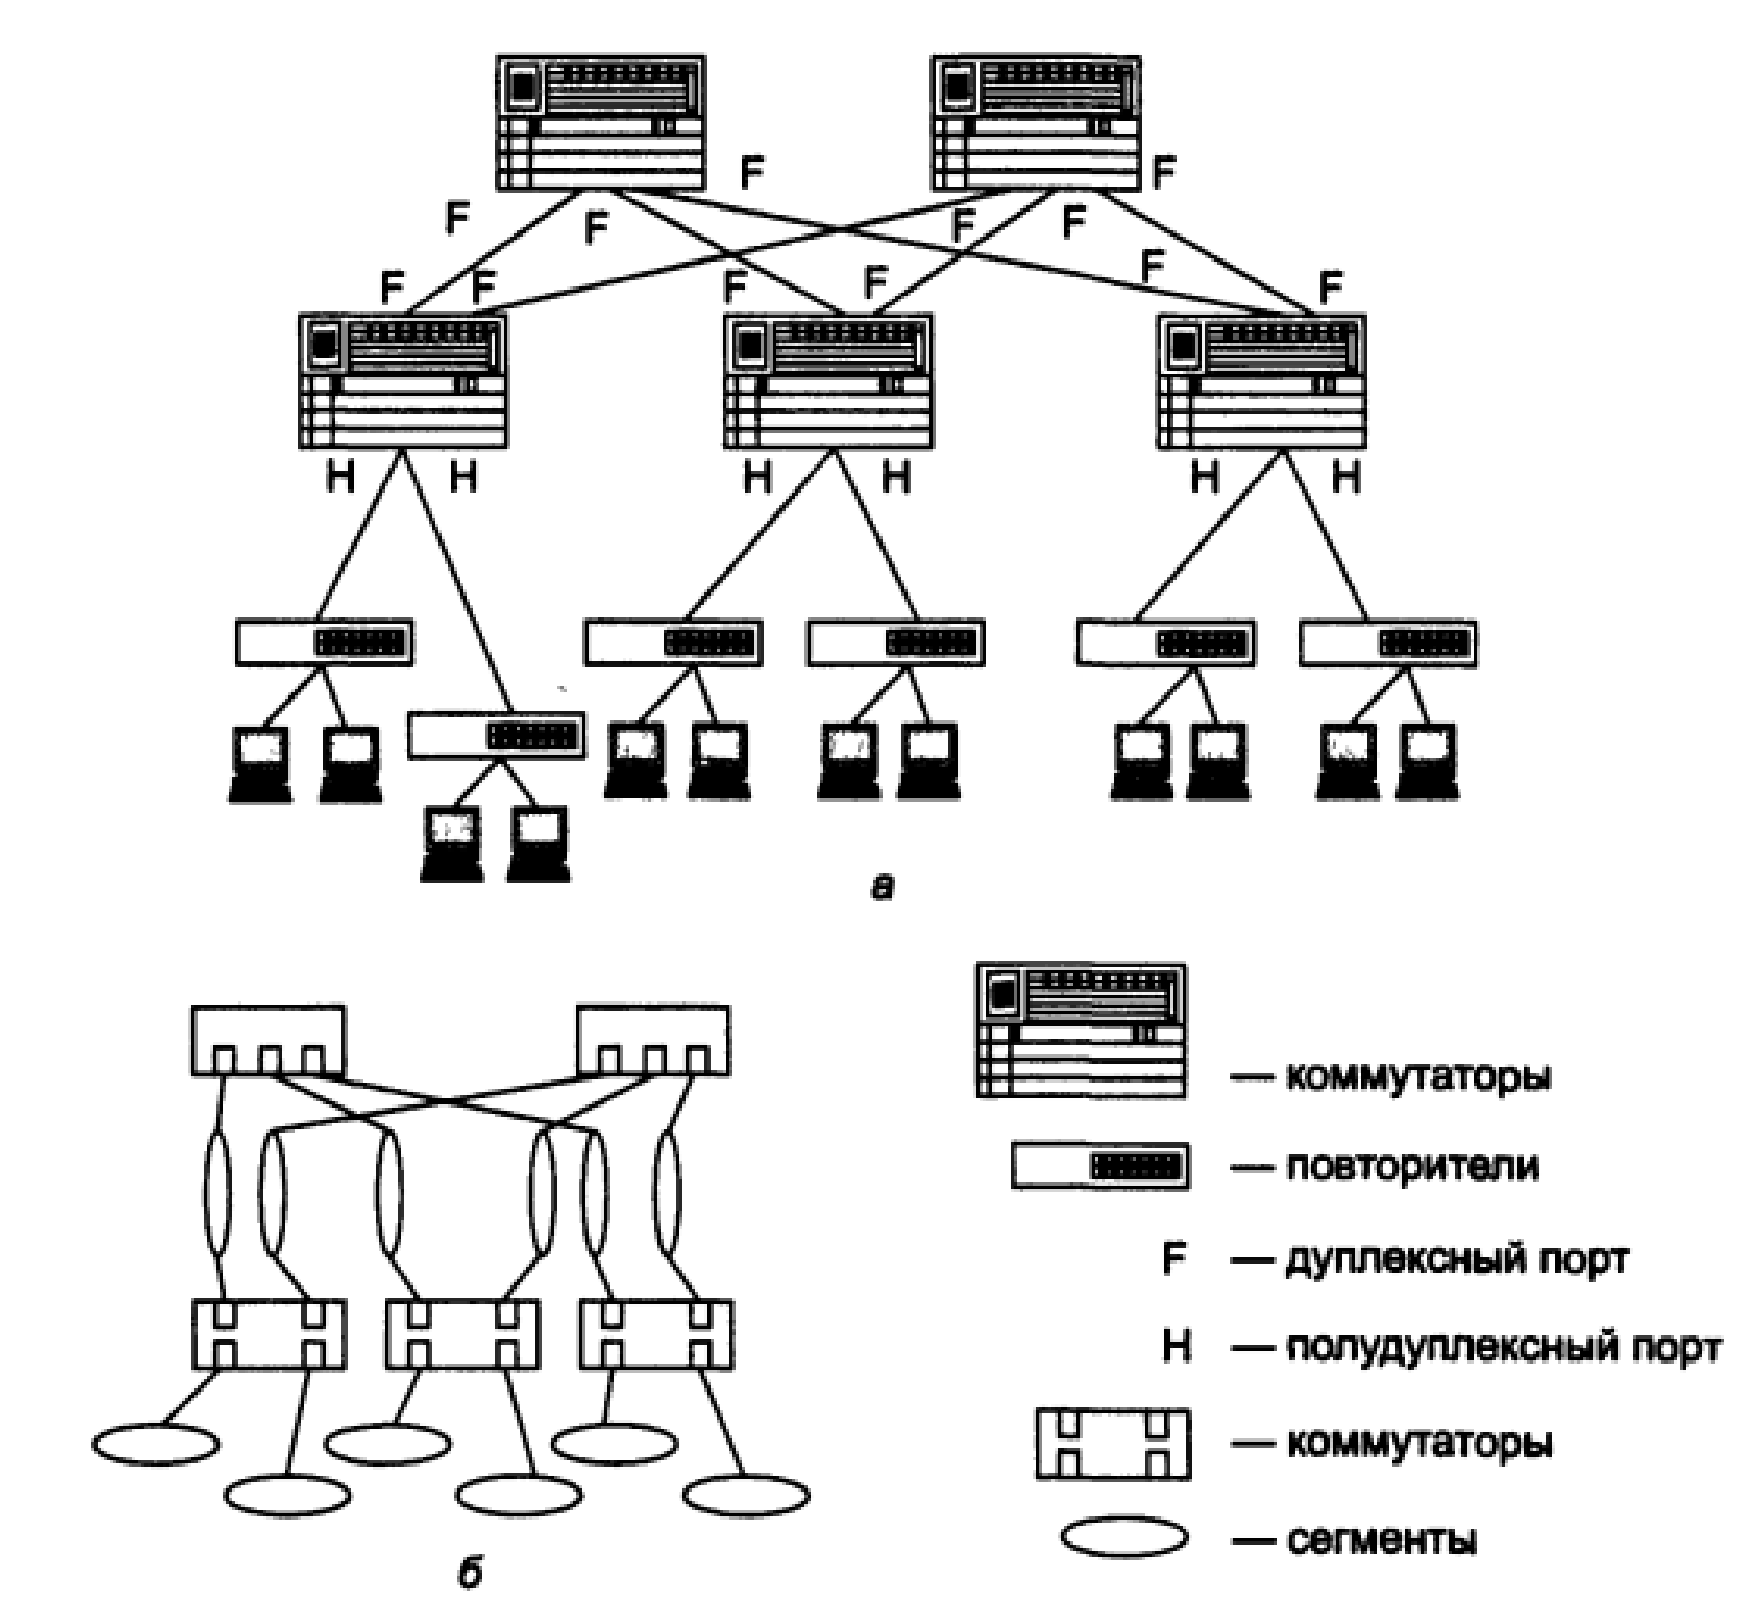 F F
F F F F
F F F F F F
H H H H H H
а
— коммутаторы
— повторители
F — дуплексный порт
H — полудуплексный порт
— коммутаторы
— сегменты
б